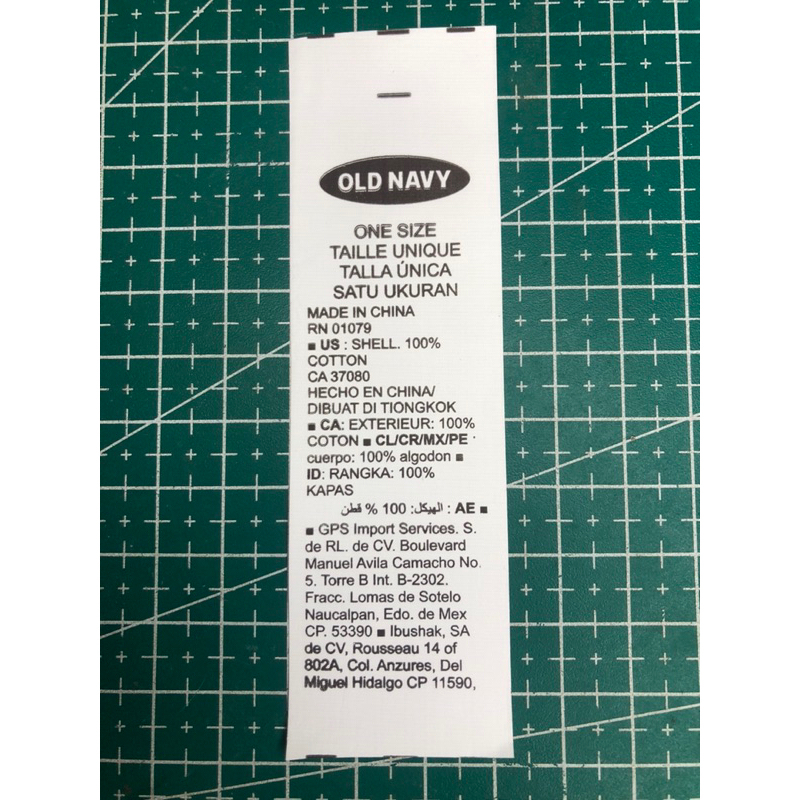 OLD NAVY
ONE SIZE
TAILLE UNIQUE
TALLA ÚNICA
SATU UKURAN
MADE IN CHINA
RN 01079
■ US : SHELL. 100%
COTTON
CA 37080
HECHO EN CHINA/
DIBUAT DI TIONGKOK
■ CA: EXTERIEUR: 100%
COTON ■ CL/CR/MX/PE
cuerpo: 100% algodon ■
ID: RANGKA: 100%
KAPAS
■ AE : الهيكل: 100 % قطن
■ GPS Import Services. S.
de RL. de CV. Boulevard
Manuel Avila Camacho No.
5. Torre B Int. B-2302.
Fracc. Lomas de Sotelo
Naucalpan, Edo. de Mex
CP. 53390 ■ Ibushak, SA
de CV, Rousseau 14 of
802A, Col. Anzures, Del
Miguel Hidalgo CP 11590,